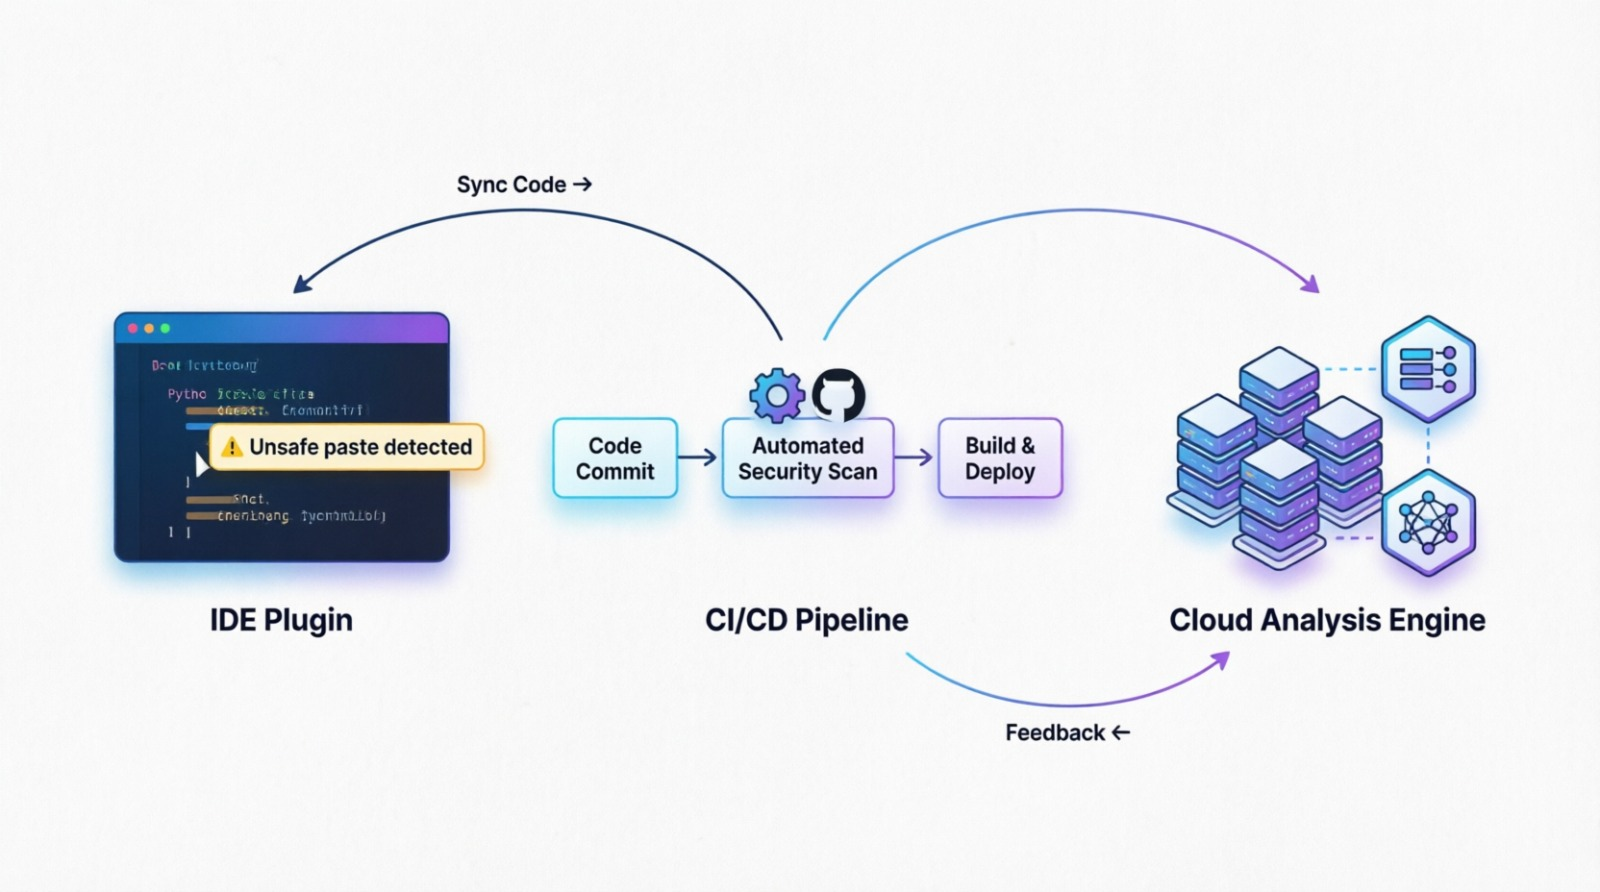 Sync Code →
Pytho
⚠ Unsafe paste detected
Code
Commit
Automated
Security Scan
Build &
Deploy
IDE Plugin
CI/CD Pipeline
Cloud Analysis Engine
Feedback ←